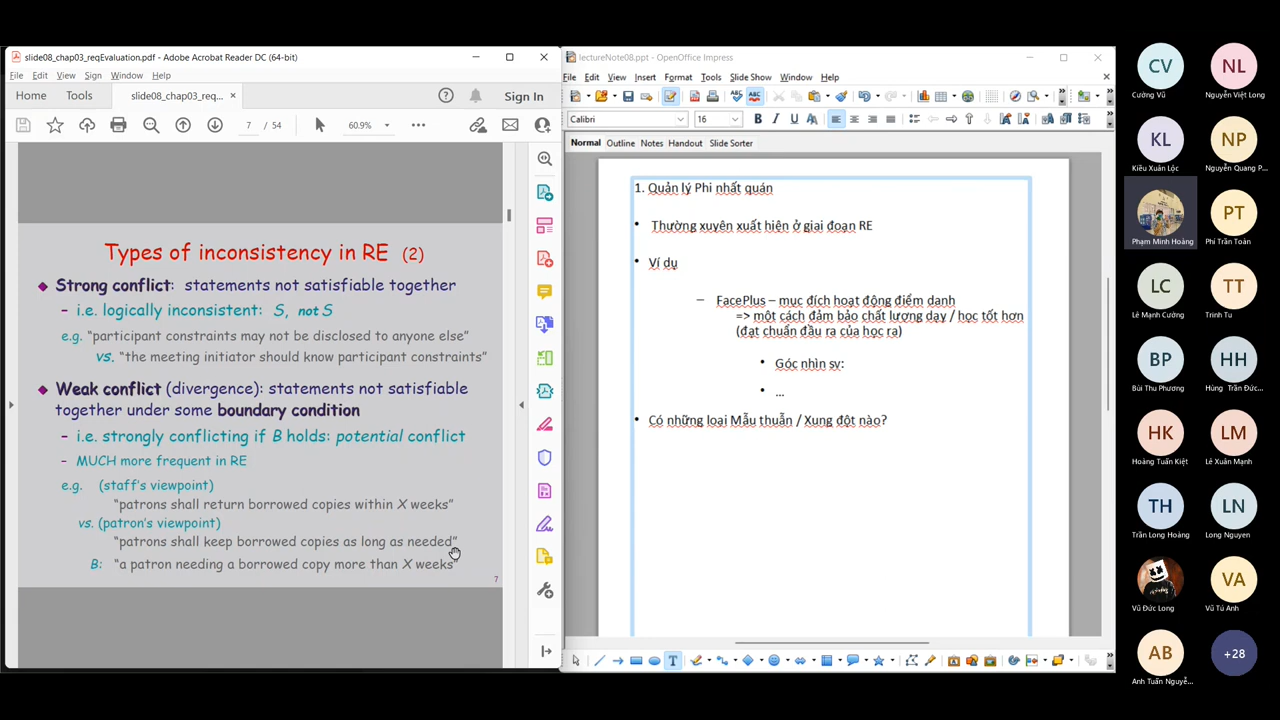 slide08_chap03_reqEvaluation.pdf - Adobe Acrobat Reader DC (64-bit)
File Edit View Sign Window Help
Home Tools slide08_chap03_req... × Sign In
7 / 54 60.9%
Types of inconsistency in RE (2)
Strong conflict: statements not satisfiable together
- i.e. logically inconsistent: S, not S
e.g. "participant constraints may not be disclosed to anyone else"
vs. "the meeting initiator should know participant constraints"
Weak conflict (divergence): statements not satisfiable
together under some boundary condition
- i.e. strongly conflicting if B holds: potential conflict
- MUCH more frequent in RE
e.g. (staff's viewpoint)
"patrons shall return borrowed copies within X weeks"
vs. (patron's viewpoint)
"patrons shall keep borrowed copies as long as needed"
B: "a patron needing a borrowed copy more than X weeks"
7
lectureNote08.ppt - OpenOffice Impress
File Edit View Insert Format Tools Slide Show Window Help
Calibri 16
Normal Outline Notes Handout Slide Sorter
1. Quản lý Phi nhất quán
• Thường xuyên xuất hiện ở giai đoạn RE
• Ví dụ
– FacePlus – mục đích hoạt động điểm danh
=> một cách đảm bảo chất lượng dạy / học tốt hơn
(đạt chuẩn đầu ra của học ra)
• Góc nhìn sv:
• ...
• Có những loại Mẫu thuẫn / Xung đột nào?
CV NL
Cường Vũ Nguyễn Việt Long
KL NP
Kiều Xuân Lộc Nguyễn Quang P...
PT
Phạm Minh Hoàng Phí Trần Toàn
LC TT
Lê Mạnh Cường Trinh Tu
BP HH
Bùi Thu Phương Hùng Trần Đức...
HK LM
Hoàng Tuấn Kiệt Lê Xuân Mạnh
TH LN
Trần Long Hoàng Long Nguyen
VA
Vũ Đức Long Vũ Tú Anh
AB +28
Anh Tuấn Nguyễ...